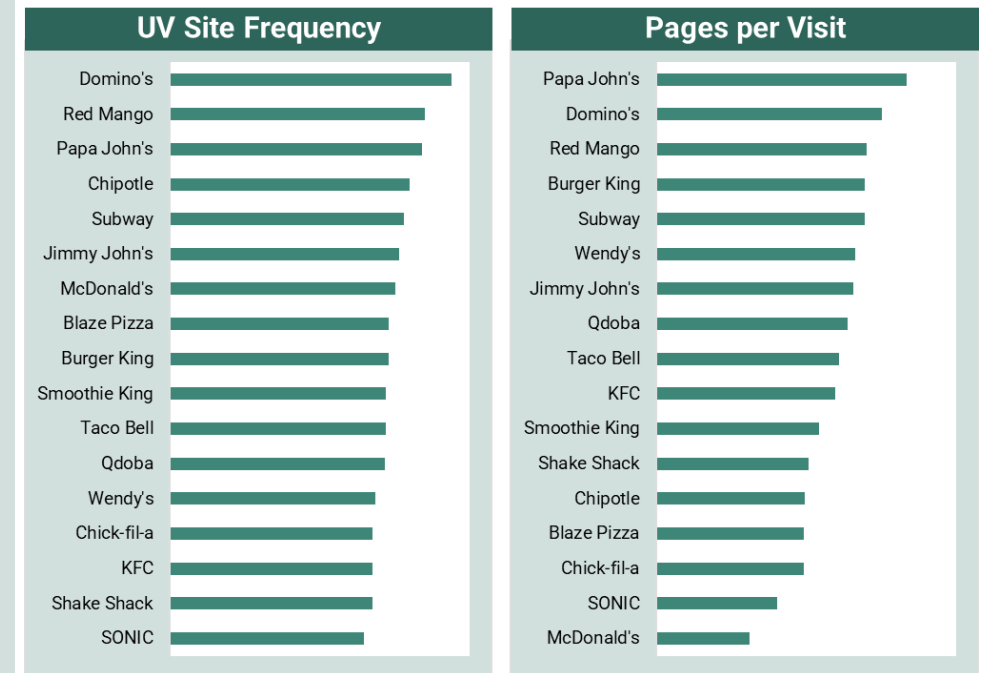 UV Site Frequency
Domino's
Red Mango
Papa John's
Chipotle
Subway
Jimmy John's
McDonald's
Blaze Pizza
Burger King
Smoothie King
Taco Bell
Qdoba
Wendy's
Chick-fil-a
KFC
Shake Shack
SONIC
Pages per Visit
Papa John's
Domino's
Red Mango
Burger King
Subway
Wendy's
Jimmy John's
Qdoba
Taco Bell
KFC
Smoothie King
Shake Shack
Chipotle
Blaze Pizza
Chick-fil-a
SONIC
McDonald's